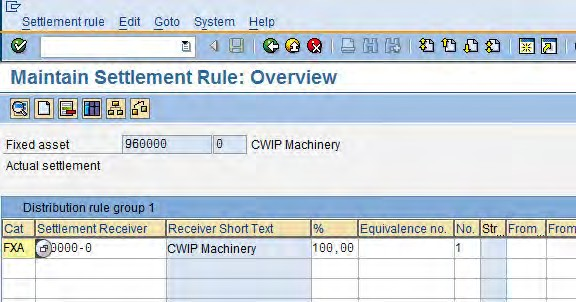 Settlement rule Edit Goto System Help
Maintain Settlement Rule: Overview
Fixed asset 960000 0 CWIP Machinery
Actual settlement
Distribution rule group 1
Cat Settlement Receiver Receiver Short Text % Equivalence no. No. Str... From... From
FXA 0000-0 CWIP Machinery 100,00 1